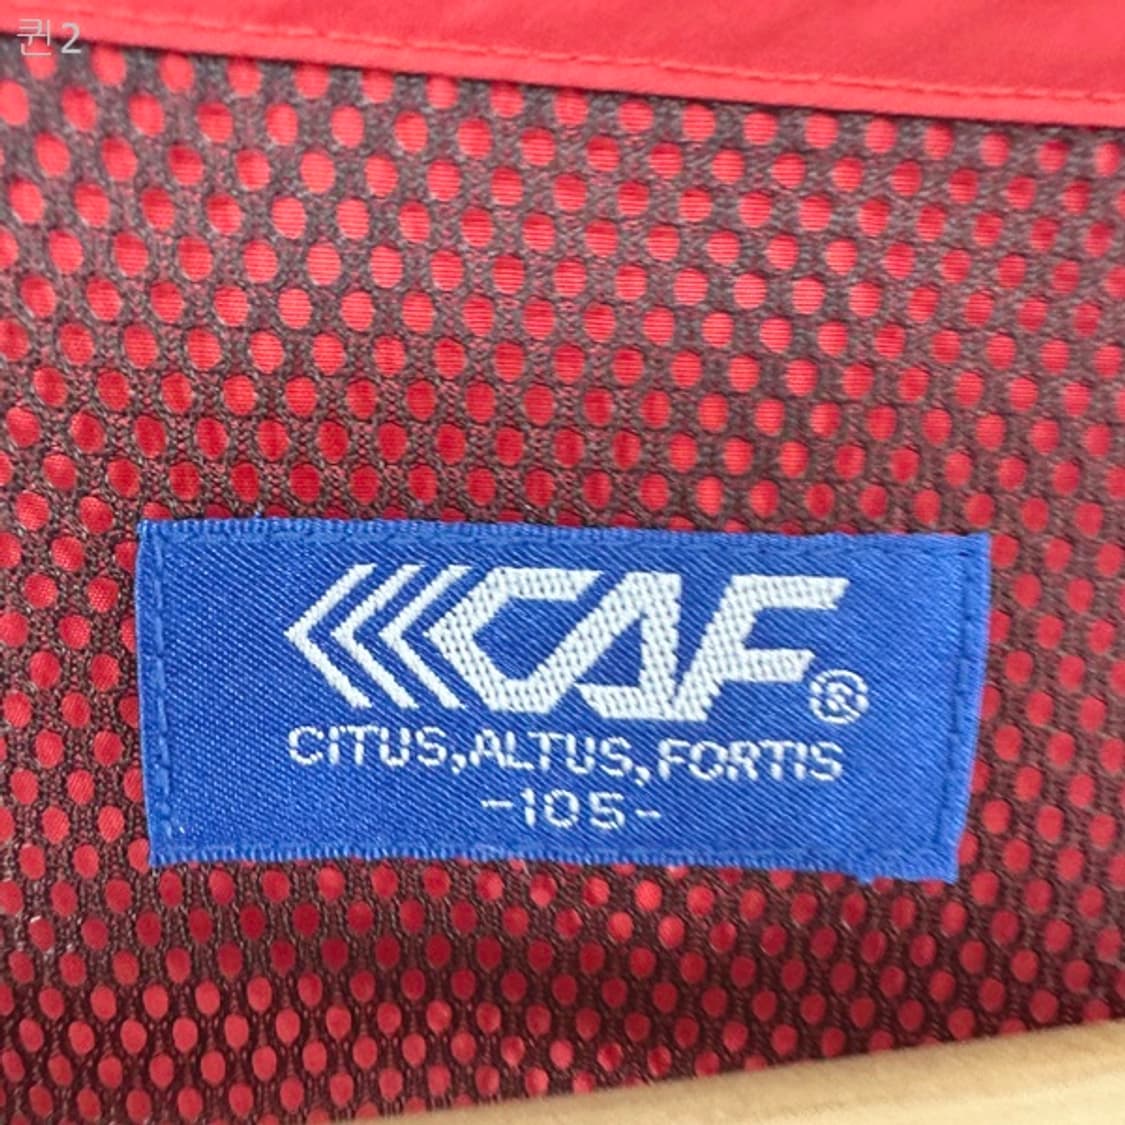 퀸2
CAF®
CITUS,ALTUS,FORTIS
-105-